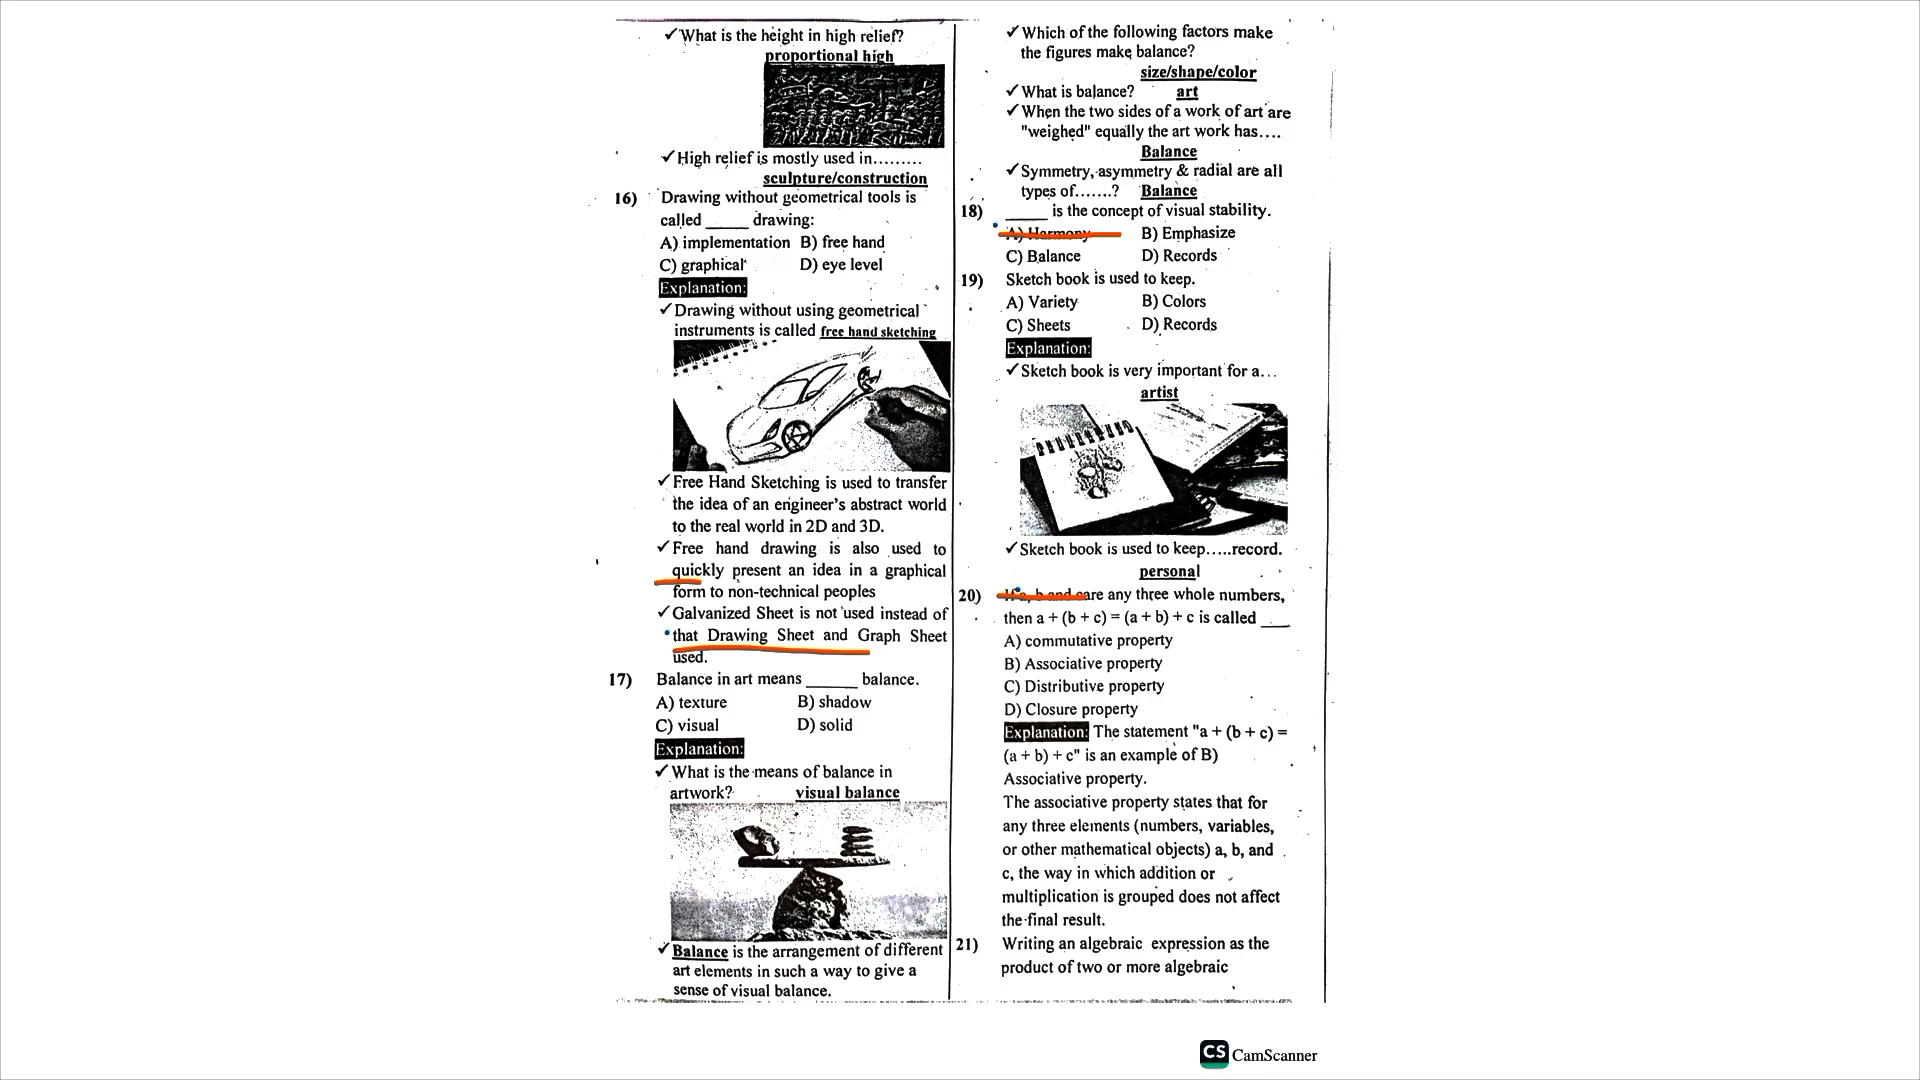 ✓What is the height in high relief?
proportional high
✓High relief is mostly used in.........
sculpture/construction
16) Drawing without geometrical tools is
called _____ drawing:
A) implementation B) free hand
C) graphical D) eye level
Explanation:
✓Drawing without using geometrical
instruments is called free hand sketching
✓Free Hand Sketching is used to transfer
the idea of an engineer's abstract world
to the real world in 2D and 3D.
✓Free hand drawing is also used to
quickly present an idea in a graphical
form to non-technical peoples
✓Galvanized Sheet is not used instead of
that Drawing Sheet and Graph Sheet
used.
17) Balance in art means ______ balance.
A) texture B) shadow
C) visual D) solid
Explanation:
✓What is the means of balance in
artwork? visual balance
✓Balance is the arrangement of different
art elements in such a way to give a
sense of visual balance.
✓Which of the following factors make
the figures make balance?
size/shape/color
✓What is balance? art
✓When the two sides of a work of art are
"weighed" equally the art work has....
Balance
✓Symmetry, asymmetry & radial are all
types of.......? Balance
18) _____ is the concept of visual stability.
A) Harmony B) Emphasize
C) Balance D) Records
19) Sketch book is used to keep.
A) Variety B) Colors
C) Sheets D) Records
Explanation:
✓Sketch book is very important for a...
artist
✓Sketch book is used to keep.....record.
personal
20) If a, b and c are any three whole numbers,
then a + (b + c) = (a + b) + c is called ___
A) commutative property
B) Associative property
C) Distributive property
D) Closure property
Explanation: The statement "a + (b + c) =
(a + b) + c" is an example of B)
Associative property.
The associative property states that for
any three elements (numbers, variables,
or other mathematical objects) a, b, and
c, the way in which addition or
multiplication is grouped does not affect
the final result.
21) Writing an algebraic expression as the
product of two or more algebraic
CS CamScanner